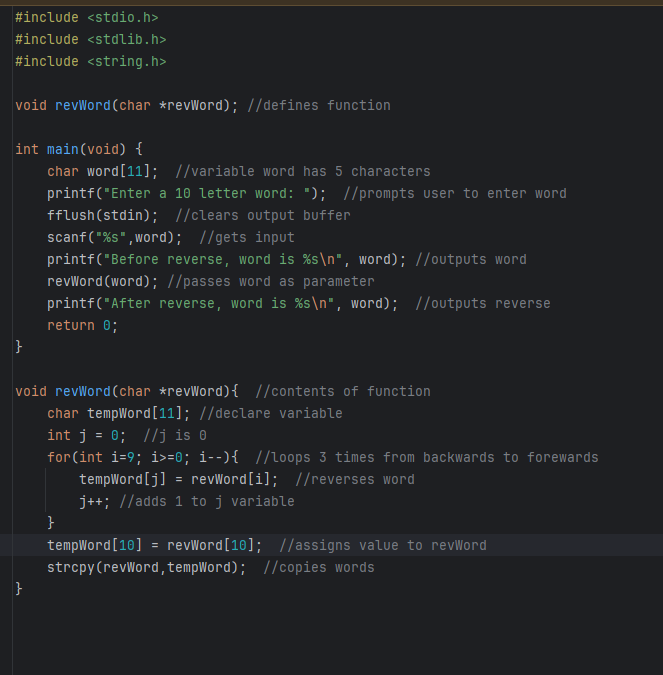 #include <stdio.h>
#include <stdlib.h>
#include <string.h>
void revWord(char *revWord); //defines function
int main(void) {
    char word[11];  //variable word has 5 characters
    printf("Enter a 10 letter word: ");  //prompts user to enter word
    fflush(stdin);  //clears output buffer
    scanf("%s",word);  //gets input
    printf("Before reverse, word is %s\n", word); //outputs word
    revWord(word); //passes word as parameter
    printf("After reverse, word is %s\n", word);  //outputs reverse
    return 0;
}
void revWord(char *revWord){  //contents of function
    char tempWord[11]; //declare variable
    int j = 0;  //j is 0
    for(int i=9; i>=0; i--){  //loops 3 times from backwards to forewards
        tempWord[j] = revWord[i];  //reverses word
        j++; //adds 1 to j variable
    }
    tempWord[10] = revWord[10];  //assigns value to revWord
    strcpy(revWord,tempWord);  //copies words
}